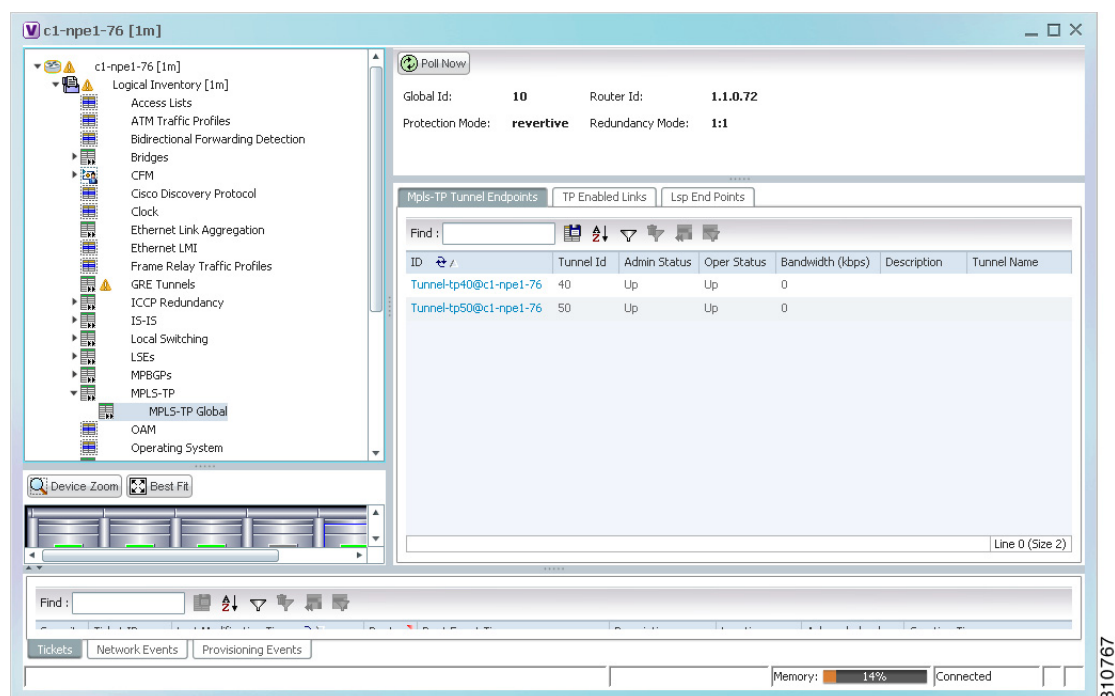 c1-npe1-76 [1m]
c1-npe1-76 [1m]
Logical Inventory [1m]
Access Lists
ATM Traffic Profiles
Bidirectional Forwarding Detection
Bridges
CFM
Cisco Discovery Protocol
Clock
Ethernet Link Aggregation
Ethernet LMI
Frame Relay Traffic Profiles
GRE Tunnels
ICCP Redundancy
IS-IS
Local Switching
LSEs
MPBGPs
MPLS-TP
MPLS-TP Global
OAM
Operating System
Device Zoom Best Fit
Poll Now
Global Id: 10 Router Id: 1.1.0.72
Protection Mode: revertive Redundancy Mode: 1:1
Mpls-TP Tunnel Endpoints TP Enabled Links Lsp End Points
Find :
ID Tunnel Id Admin Status Oper Status Bandwidth (kbps) Description Tunnel Name
Tunnel-tp40@c1-npe1-76 40 Up Up 0
Tunnel-tp50@c1-npe1-76 50 Up Up 0
Line 0 (Size 2)
Find :
Tickets Network Events Provisioning Events
Memory: 14% Connected
310767